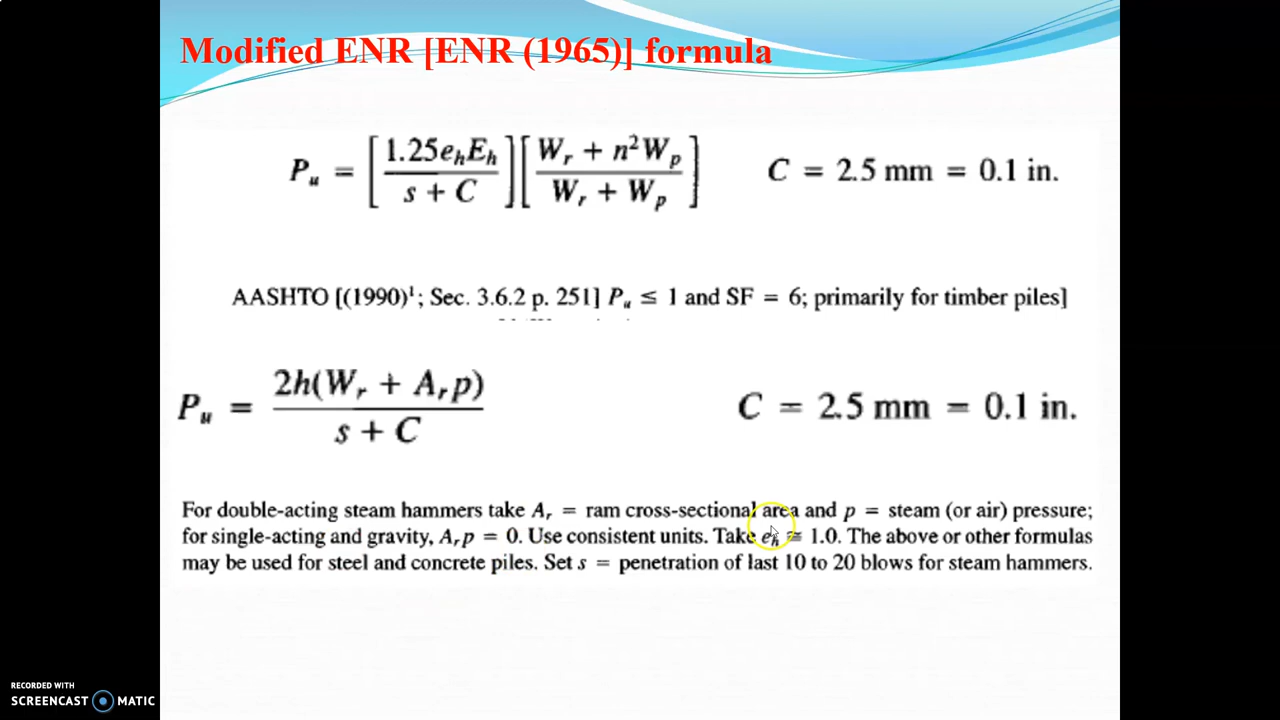 Modified ENR [ENR (1965)] formula
P_u = [1.25e_hE_h / s + C][W_r + n²W_p / W_r + W_p] C = 2.5 mm = 0.1 in.
AASHTO [(1990)¹; Sec. 3.6.2 p. 251] P_u ≤ 1 and SF = 6; primarily for timber piles]
P_u = 2h(W_r + A_rp) / s + C C = 2.5 mm = 0.1 in.
For double-acting steam hammers take A_r = ram cross-sectional area and p = steam (or air) pressure;
for single-acting and gravity, A_rp = 0. Use consistent units. Take e_h ≅ 1.0. The above or other formulas
may be used for steel and concrete piles. Set s = penetration of last 10 to 20 blows for steam hammers.
RECORDED WITH
SCREENCAST MATIC